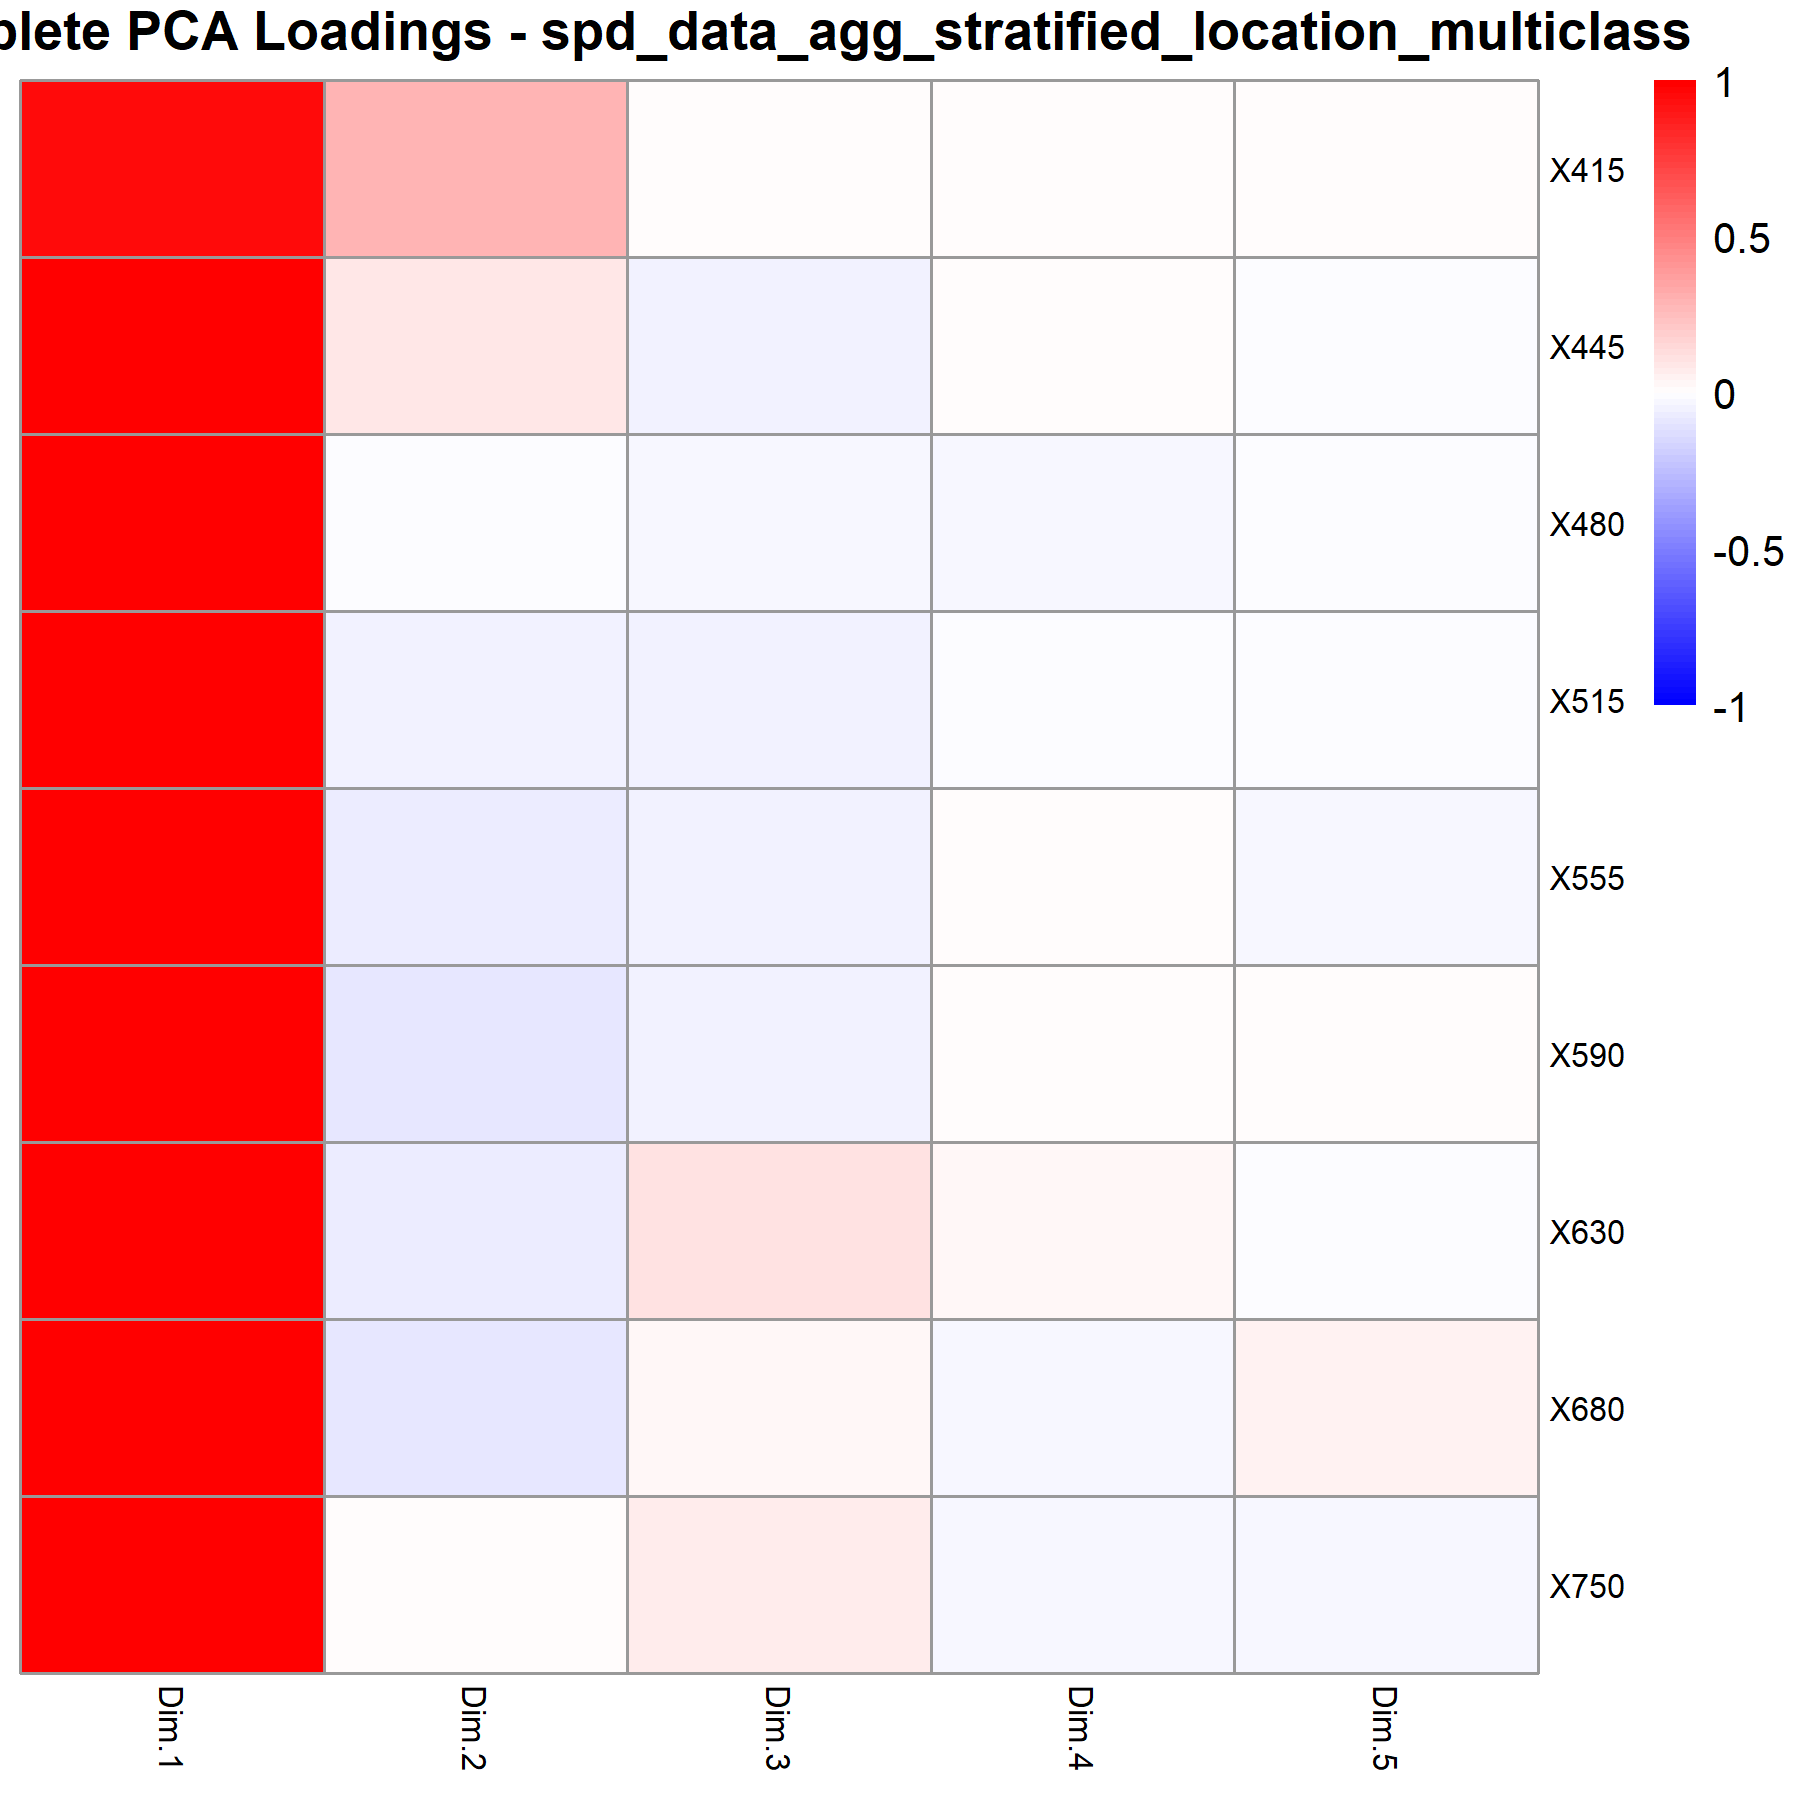 plete PCA Loadings - spd_data_agg_stratified_location_multiclass
1
0.5
0
-0.5
-1
X415
X445
X480
X515
X555
X590
X630
X680
X750
Dim.1
Dim.2
Dim.3
Dim.4
Dim.5